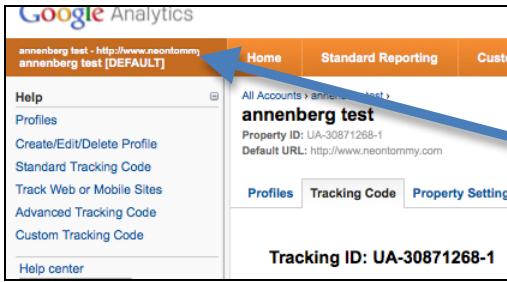 Google Analytics
annenberg test - http://www.neontommy
annenberg test [DEFAULT]
Home Standard Reporting Custo
Help
Profiles
Create/Edit/Delete Profile
Standard Tracking Code
Track Web or Mobile Sites
Advanced Tracking Code
Custom Tracking Code
Help center
All Accounts › annenberg test ›
annenberg test
Property ID: UA-30871268-1
Default URL: http://www.neontommy.com
Profiles Tracking Code Property Setting
Tracking ID: UA-30871268-1